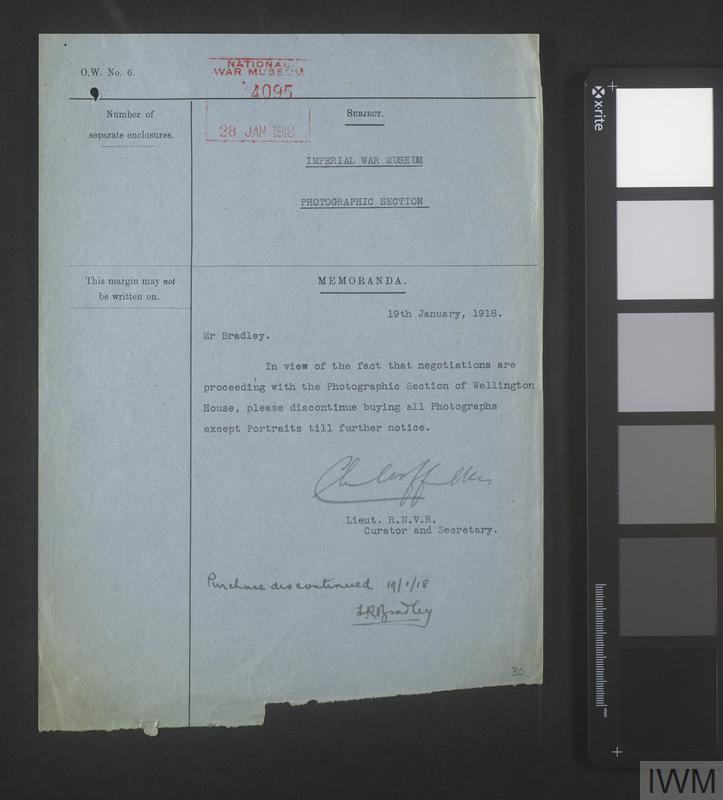 O.W. No. 6.
NATIONAL
WAR MUSEUM
4095
28 JAN 1918
Number of
separate enclosures.
SUBJECT.
IMPERIAL WAR MUSEUM
PHOTOGRAPHIC SECTION
This margin may not
be written on.
MEMORANDA.
19th January, 1918.
Mr Bradley.
In view of the fact that negotiations are
proceeding with the Photographic Section of Wellington
House, please discontinue buying all Photographs
except Portraits till further notice.
Lieut. R.N.V.R.
Curator and Secretary.
Purchase discontinued 19/1/18
L.R.Bradley
30
x-rite
mm
IWM